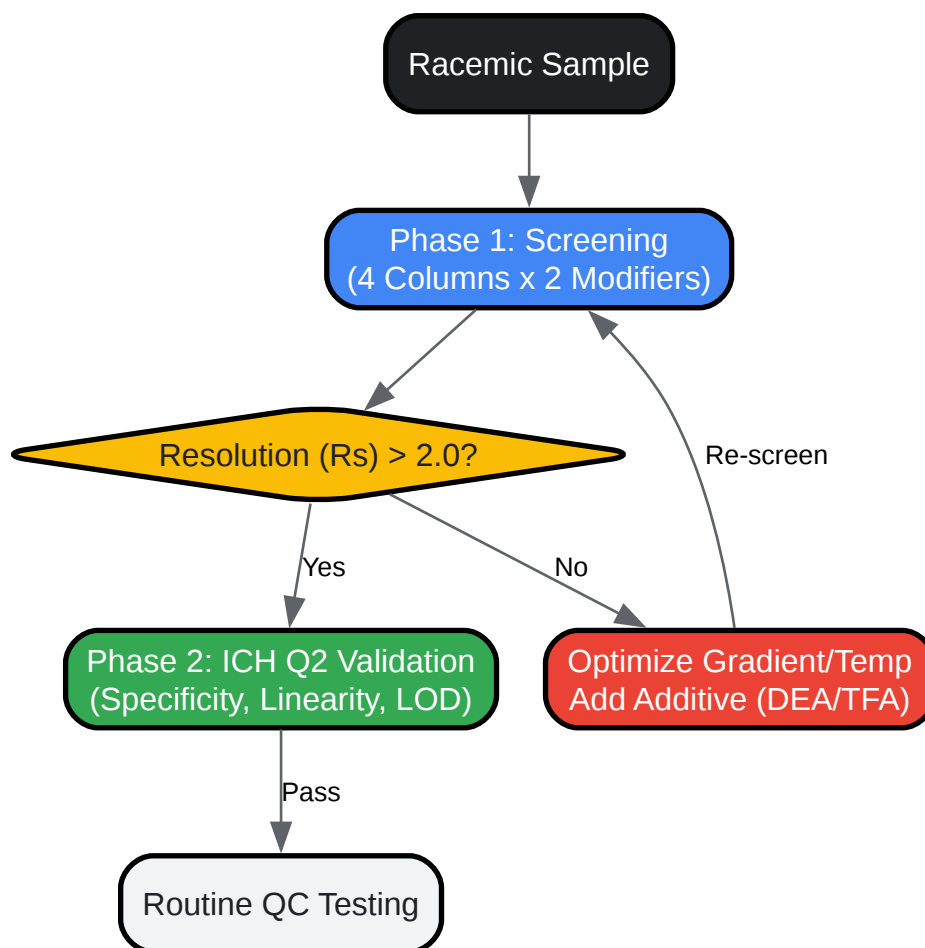 Racemic Sample
Phase 1: Screening
(4 Columns x 2 Modifiers)
Resolution (Rs) > 2.0?
Re-screen
Yes
No
Phase 2: ICH Q2 Validation
(Specificity, Linearity, LOD)
Optimize Gradient/Temp
Add Additive (DEA/TFA)
Pass
Routine QC Testing